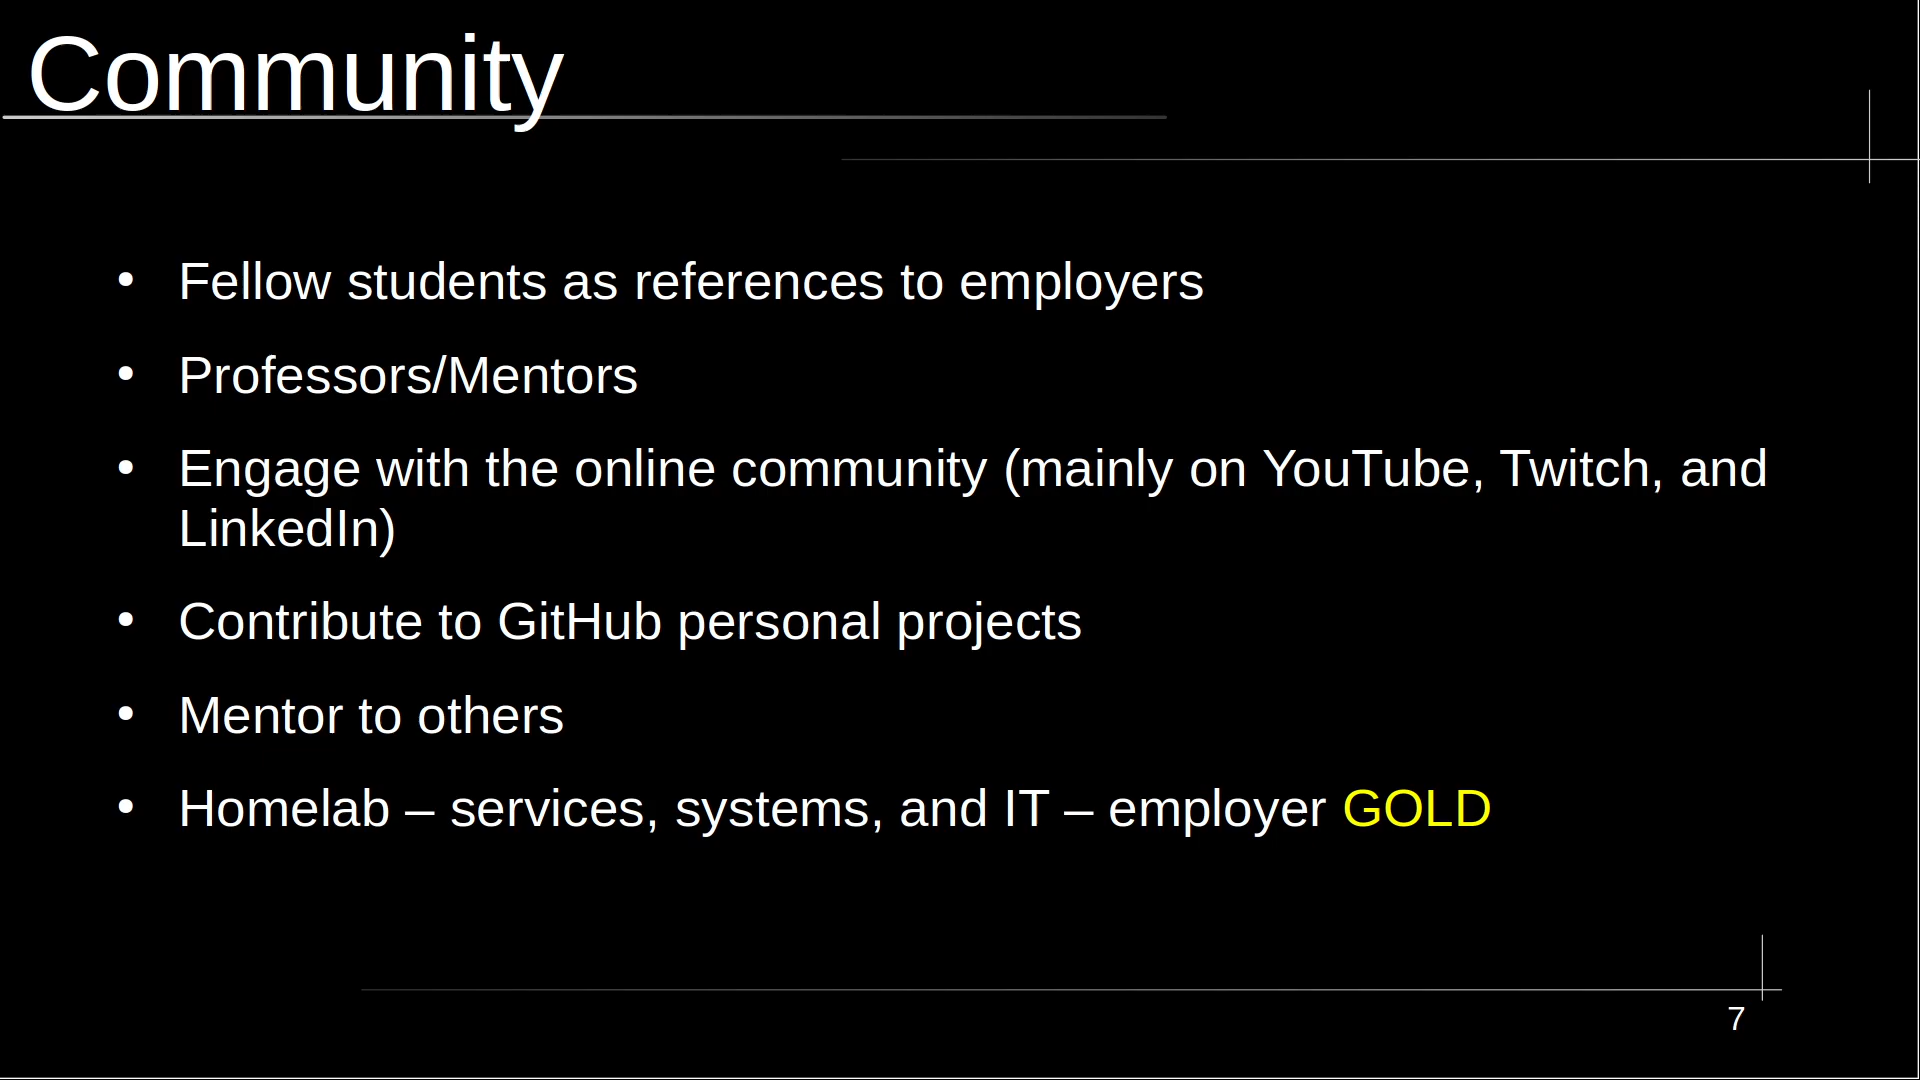 Community
• Fellow students as references to employers
• Professors/Mentors
• Engage with the online community (mainly on YouTube, Twitch, and
LinkedIn)
• Contribute to GitHub personal projects
• Mentor to others
• Homelab – services, systems, and IT – employer GOLD
7